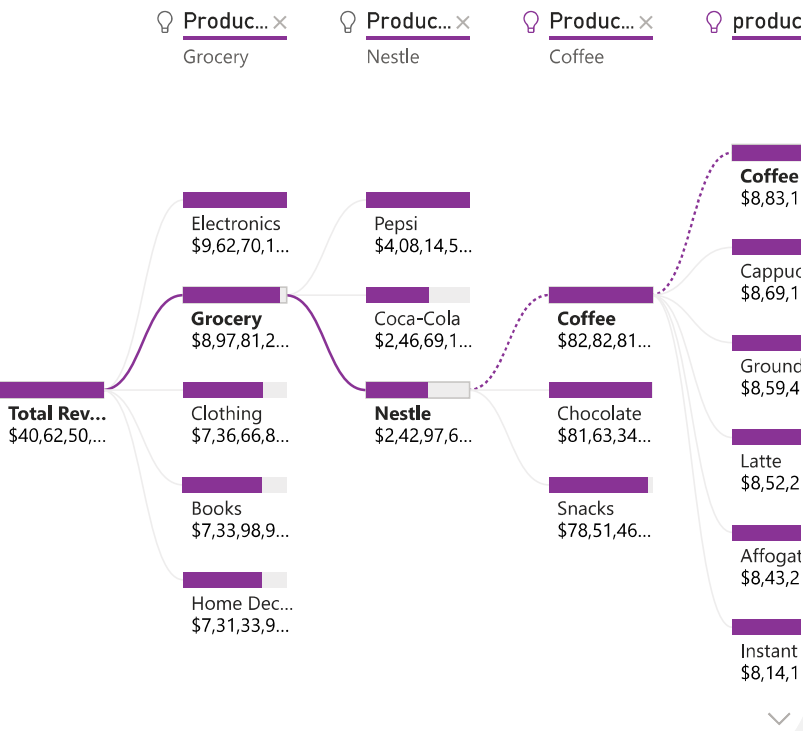 Produc...
Grocery
Produc...
Nestle
Produc...
Coffee
produc
Total Rev...
$40,62,50,...
Electronics
$9,62,70,1...
Grocery
$8,97,81,2...
Clothing
$7,36,66,8...
Books
$7,33,98,9...
Home Dec...
$7,31,33,9...
Pepsi
$4,08,14,5...
Coca-Cola
$2,46,69,1...
Nestle
$2,42,97,6...
Coffee
$82,82,81...
Chocolate
$81,63,34...
Snacks
$78,51,46...
Coffee
$8,83,1
Cappuc
$8,69,1
Ground
$8,59,4
Latte
$8,52,2
Affogat
$8,43,2
Instant
$8,14,1